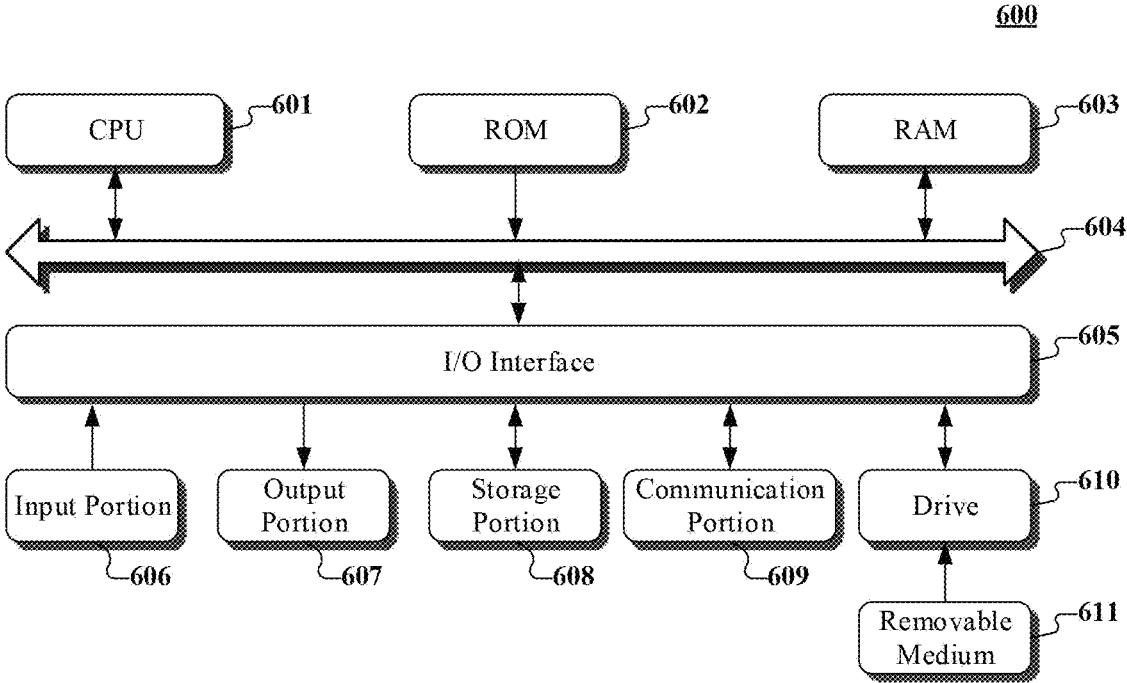 600
CPU
601
ROM
602
RAM
603
604
I/O Interface
605
Input Portion
606
Output
Portion
607
Storage
Portion
608
Communication
Portion
609
Drive
610
Removable
Medium
611